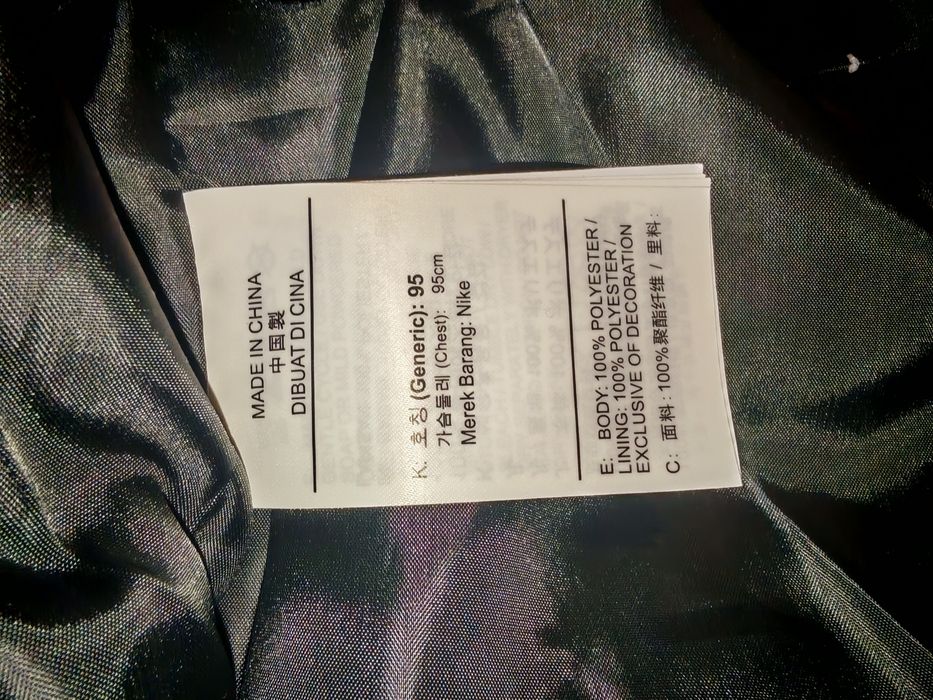 MADE IN CHINA
中国製
DIBUAT DI CINA
K: 호칭 (Generic): 95
가슴둘레 (Chest): 95cm
Merek Barang: Nike
E: BODY: 100% POLYESTER /
LINING: 100% POLYESTER /
EXCLUSIVE OF DECORATION
C: 面料: 100%聚酯纤维 / 里料: